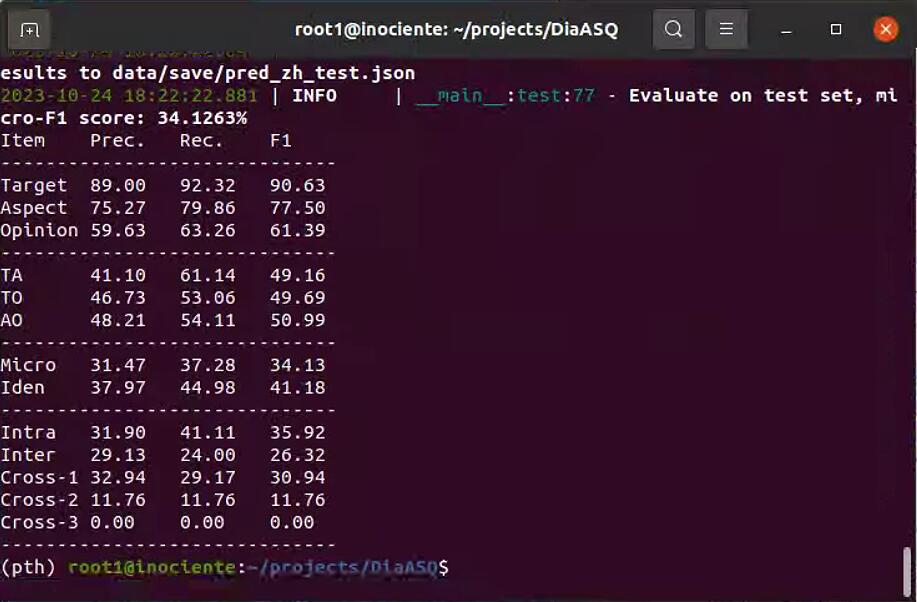 root1@inociente: ~/projects/DiaASQ
esults to data/save/pred_zh_test.json
2023-10-24 18:22:22.881 | INFO     | __main__:test:77 - Evaluate on test set, mi
cro-F1 score: 34.1263%
Item    Prec.   Rec.    F1
------------------------------
Target  89.00   92.32   90.63
Aspect  75.27   79.86   77.50
Opinion 59.63   63.26   61.39
------------------------------
TA      41.10   61.14   49.16
TO      46.73   53.06   49.69
AO      48.21   54.11   50.99
------------------------------
Micro   31.47   37.28   34.13
Iden    37.97   44.98   41.18
------------------------------
Intra   31.90   41.11   35.92
Inter   29.13   24.00   26.32
Cross-1 32.94   29.17   30.94
Cross-2 11.76   11.76   11.76
Cross-3 0.00    0.00    0.00
------------------------------
(pth) root1@inociente:~/projects/DiaASQ$